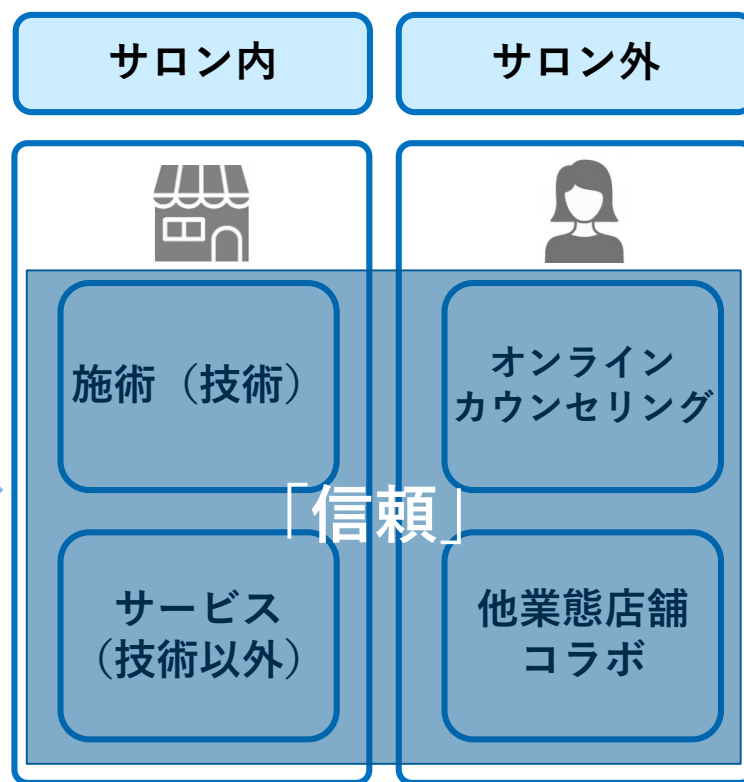 サロン内
サロン外
施術（技術）
オンライン
カウンセリング
「信頼」
サービス
（技術以外）
他業態店舗
コラボ